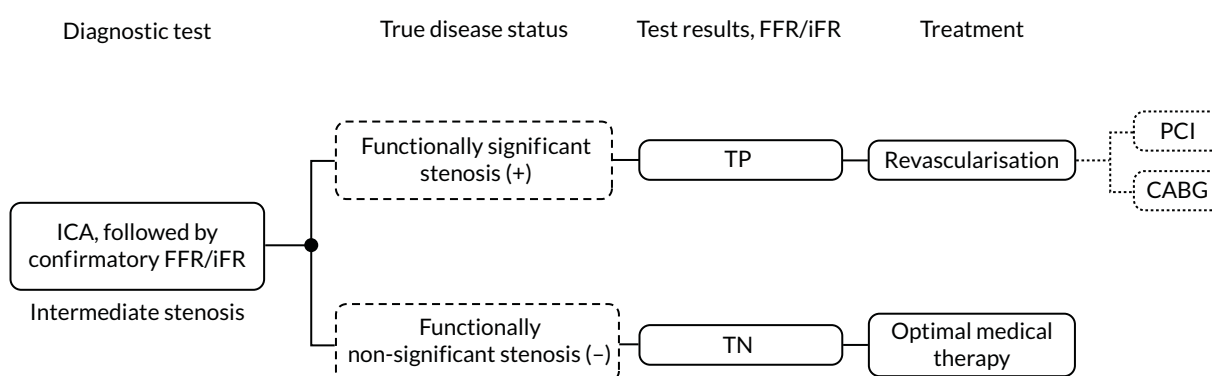 Diagnostic test
True disease status
Test results, FFR/iFR
Treatment
Functionally significant
stenosis (+)
TP
Revascularisation
PCI
CABG
ICA, followed by
confirmatory FFR/iFR
Intermediate stenosis
Functionally
non-significant stenosis (–)
TN
Optimal medical
therapy